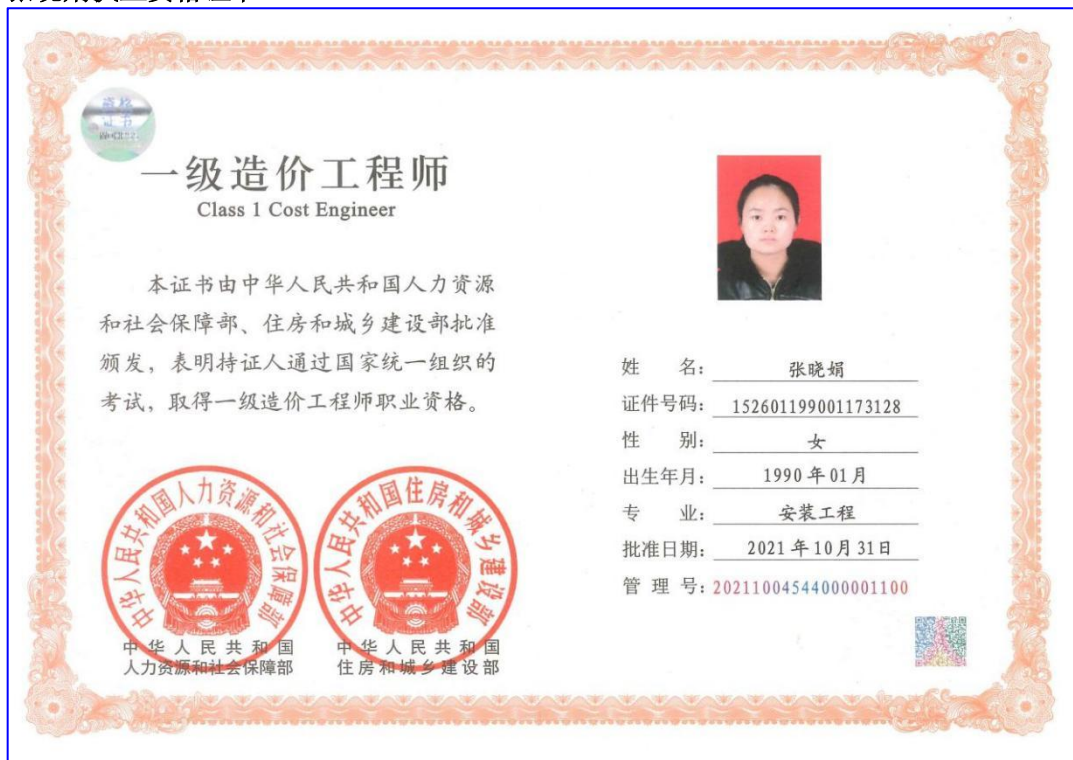 资格
证书
一级造价工程师
Class 1 Cost Engineer
本证书由中华人民共和国人力资源
和社会保障部、住房和城乡建设部批准
颁发，表明持证人通过国家统一组织的
考试，取得一级造价工程师职业资格。
姓 名： 张晓娟
证件号码： 152601199001173128
性 别： 女
出生年月： 1990年01月
专 业： 安装工程
批准日期： 2021年10月31日
管 理 号： 20211004544000001100
中华人民共和国人力资源和社会保障部
中华人民共和国住房和城乡建设部
中华人民共和国
人力资源和社会保障部
中华人民共和国
住房和城乡建设部